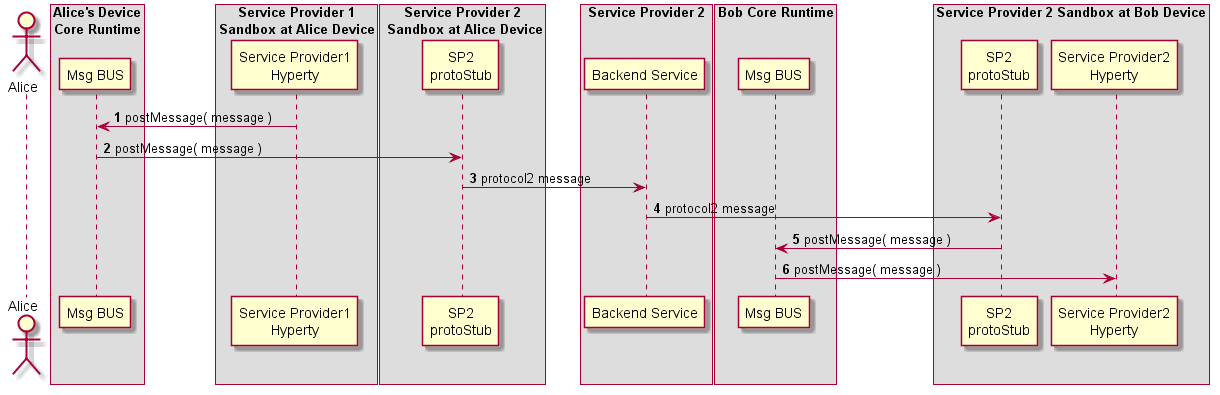 Alice's Device
Core Runtime
Service Provider 1
Sandbox at Alice Device
Service Provider 2
Sandbox at Alice Device
Service Provider 2
Bob Core Runtime
Service Provider 2 Sandbox at Bob Device
Alice
Msg BUS
Service Provider1
Hyperty
SP2
protoStub
Backend Service
Msg BUS
SP2
protoStub
Service Provider2
Hyperty
1 postMessage( message )
2 postMessage( message )
3 protocol2 message
4 protocol2 message
5 postMessage( message )
6 postMessage( message )
Alice
Msg BUS
Service Provider1
Hyperty
SP2
protoStub
Backend Service
Msg BUS
SP2
protoStub
Service Provider2
Hyperty